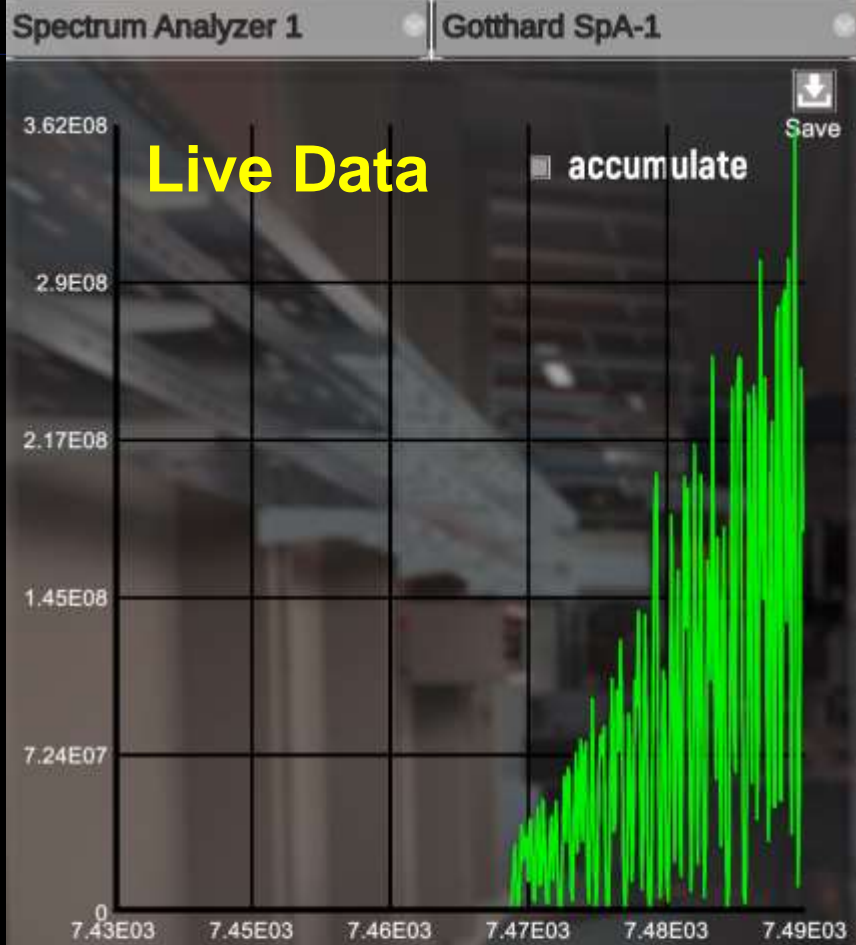 Spectrum Analyzer 1
Gotthard SpA-1
Save
3.62E08
Live Data
accumulate
2.9E08
2.17E08
1.45E08
7.24E07
0
7.43E03 7.45E03 7.46E03 7.47E03 7.48E03 7.49E03